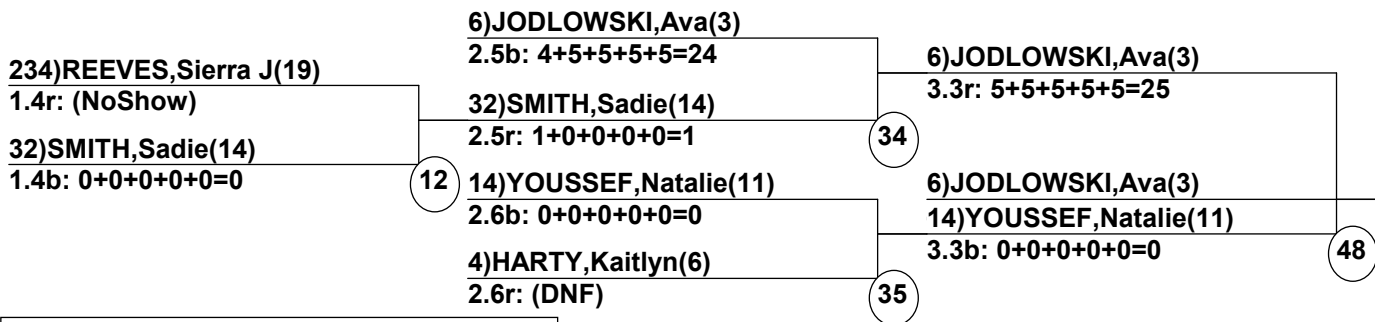 234)REEVES,Sierra J(19)
1.4r: (NoShow)
32)SMITH,Sadie(14)
1.4b: 0+0+0+0+0=0
12
6)JODLOWSKI,Ava(3)
2.5b: 4+5+5+5+5=24
32)SMITH,Sadie(14)
2.5r: 1+0+0+0+0=1
34
14)YOUSSEF,Natalie(11)
2.6b: 0+0+0+0+0=0
4)HARTY,Kaitlyn(6)
2.6r: (DNF)
35
6)JODLOWSKI,Ava(3)
3.3r: 5+5+5+5+5=25
6)JODLOWSKI,Ava(3)
14)YOUSSEF,Natalie(11)
3.3b: 0+0+0+0+0=0
48